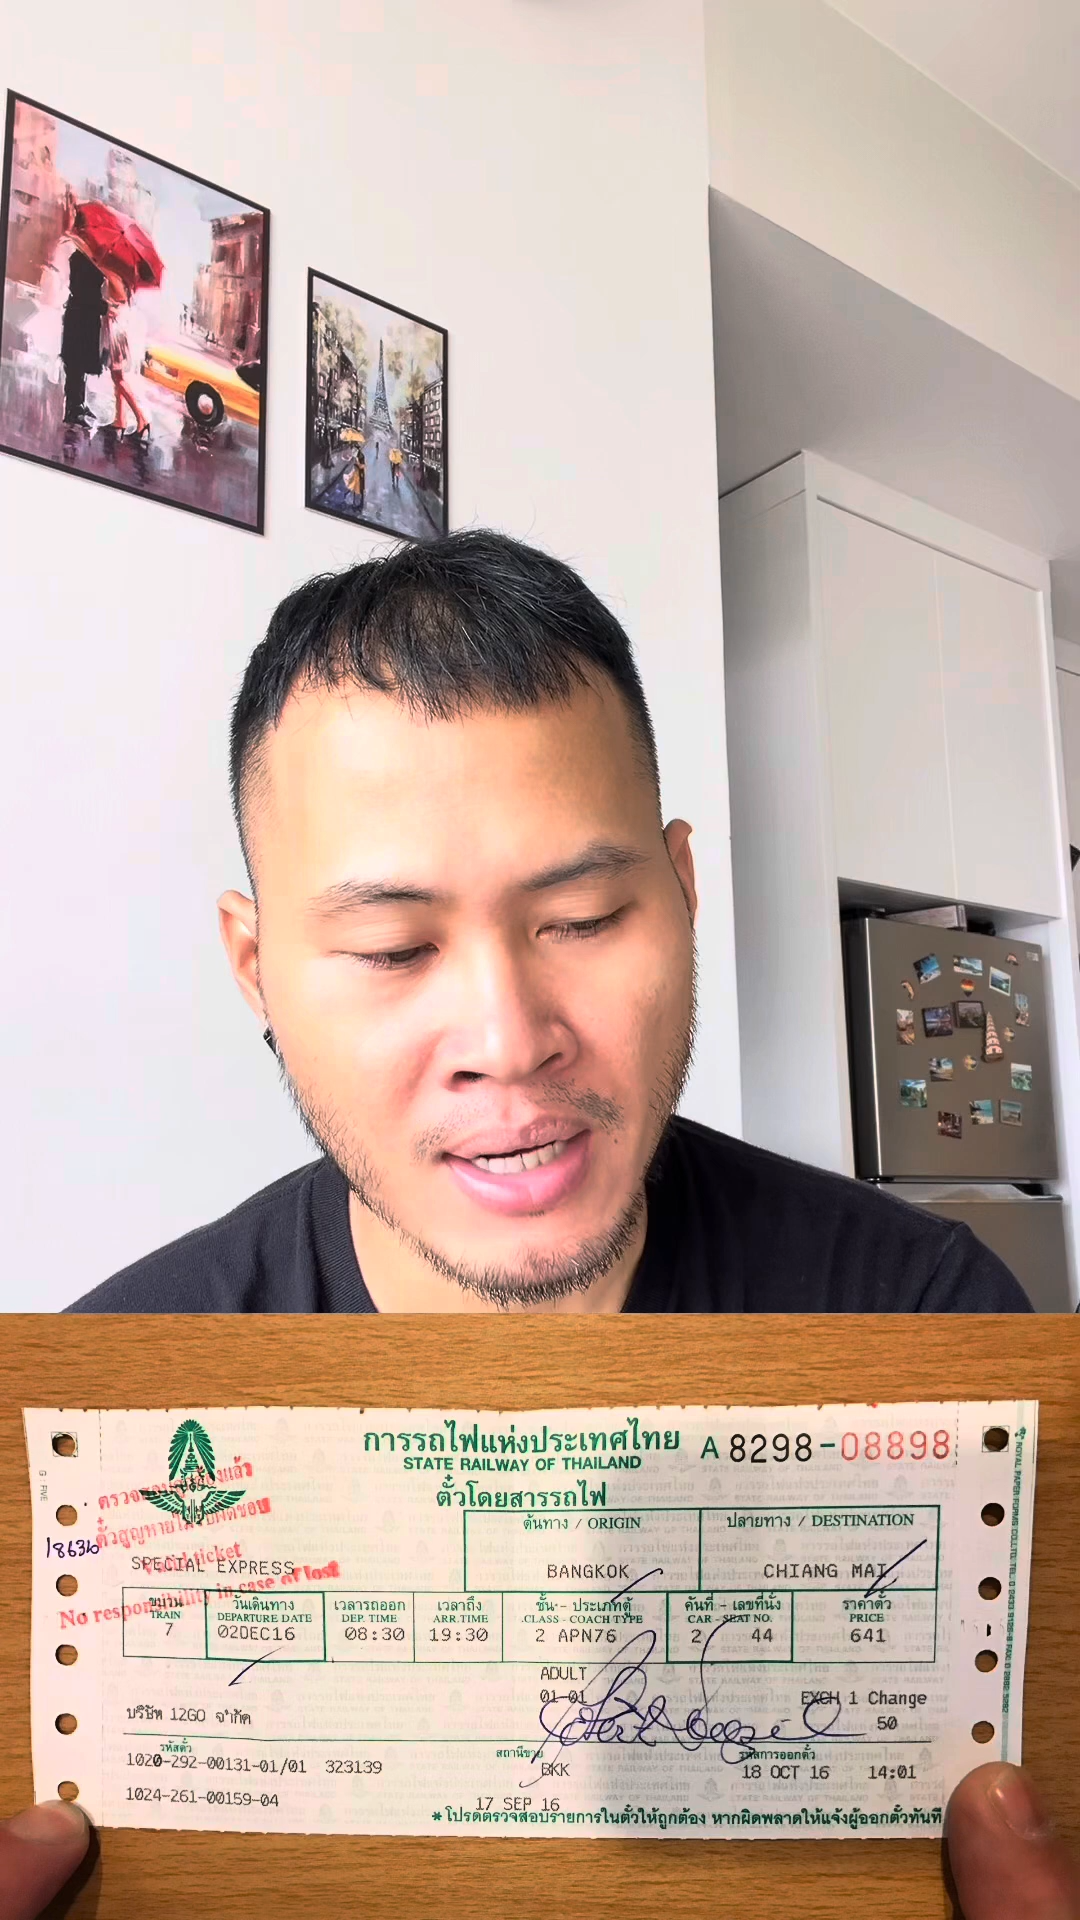 การรถไฟแห่งประเทศไทย
STATE RAILWAY OF THAILAND
A 8298-08898
ตั๋วโดยสารรถไฟ
ต้นทาง / ORIGIN
ปลายทาง / DESTINATION
18636
SPECIAL EXPRESS
BANGKOK
CHIANG MAI
ticket
No responsibility in case of lost
ขบวน
วันเดินทาง
เวลารถออก
เวลาถึง
ชั้น - ประเภทตู้
คันที่ - เลขที่นั่ง
ราคาตั๋ว
TRAIN
DEPARTURE DATE
DEP. TIME
ARR.TIME
CLASS - COACH TYPE
CAR - SEAT NO.
PRICE
7
02DEC16
08:30
19:30
2 APN76
2
44
641
ADULT
01-01
EXCH 1 Change
50
บริษัท 12GO จำกัด
รหัสตั๋ว
สถานีขาย
รหัสการออกตั๋ว
1020-292-00131-01/01 323139
BKK
18 OCT 16 14:01
1024-261-00159-04
17 SEP 16
* โปรดตรวจสอบรายการในตั๋วให้ถูกต้อง หากผิดพลาดให้แจ้งผู้ออกตั๋วทันที